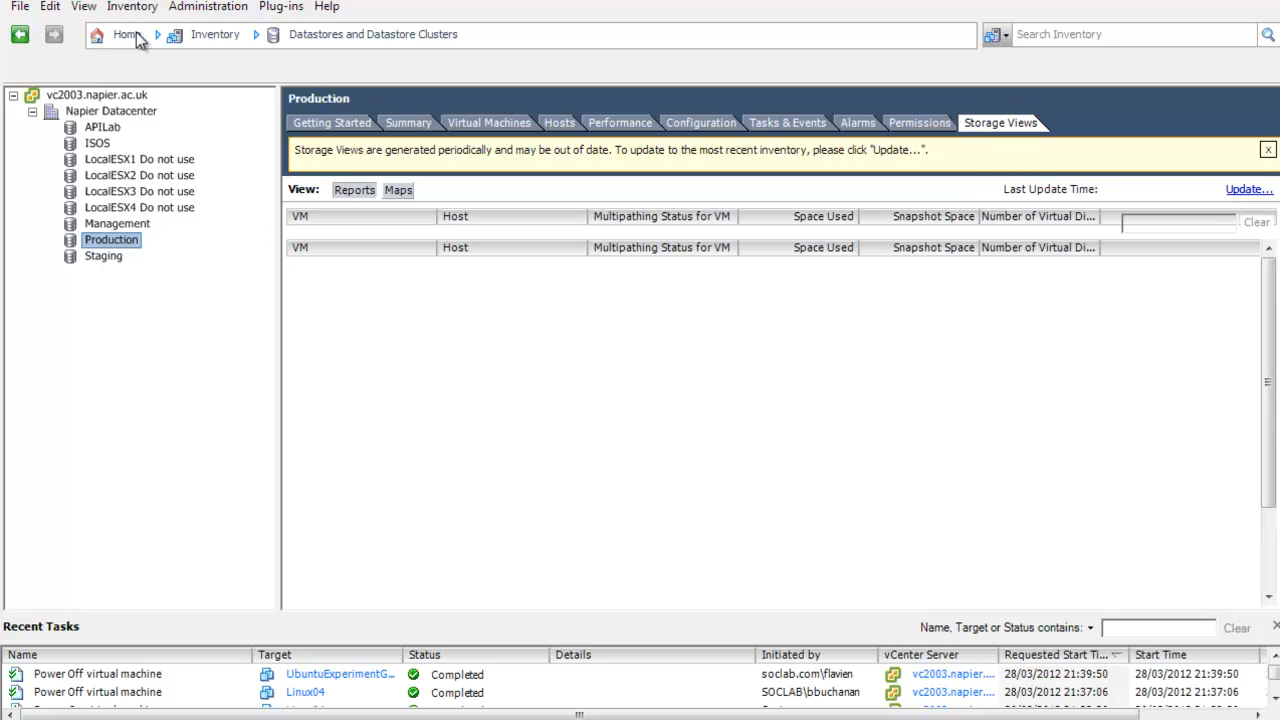 File Edit View Inventory Administration Plug-ins Help
Home Inventory Datastores and Datastore Clusters
Search Inventory
vc2003.napier.ac.uk
Napier Datacenter
APILab
ISOS
LocalESX1 Do not use
LocalESX2 Do not use
LocalESX3 Do not use
LocalESX4 Do not use
Management
Production
Staging
Production
Getting Started Summary Virtual Machines Hosts Performance Configuration Tasks & Events Alarms Permissions Storage Views
Storage Views are generated periodically and may be out of date. To update to the most recent inventory, please click "Update...".
x
View: Reports Maps Last Update Time: Update...
VM Host Multipathing Status for VM Space Used Snapshot Space Number of Virtual Di... Clear
VM Host Multipathing Status for VM Space Used Snapshot Space Number of Virtual Di...
Recent Tasks
Name, Target or Status contains: Clear
Name Target Status Details Initiated by vCenter Server Requested Start Ti... Start Time
Power Off virtual machine UbuntuExperimentG... Completed soclab.com\flavien vc2003.napier.... 28/03/2012 21:39:50 28/03/2012 21:39:50
Power Off virtual machine Linux04 Completed SOCLAB\bbuchanan vc2003.napier.... 28/03/2012 21:37:06 28/03/2012 21:37:06